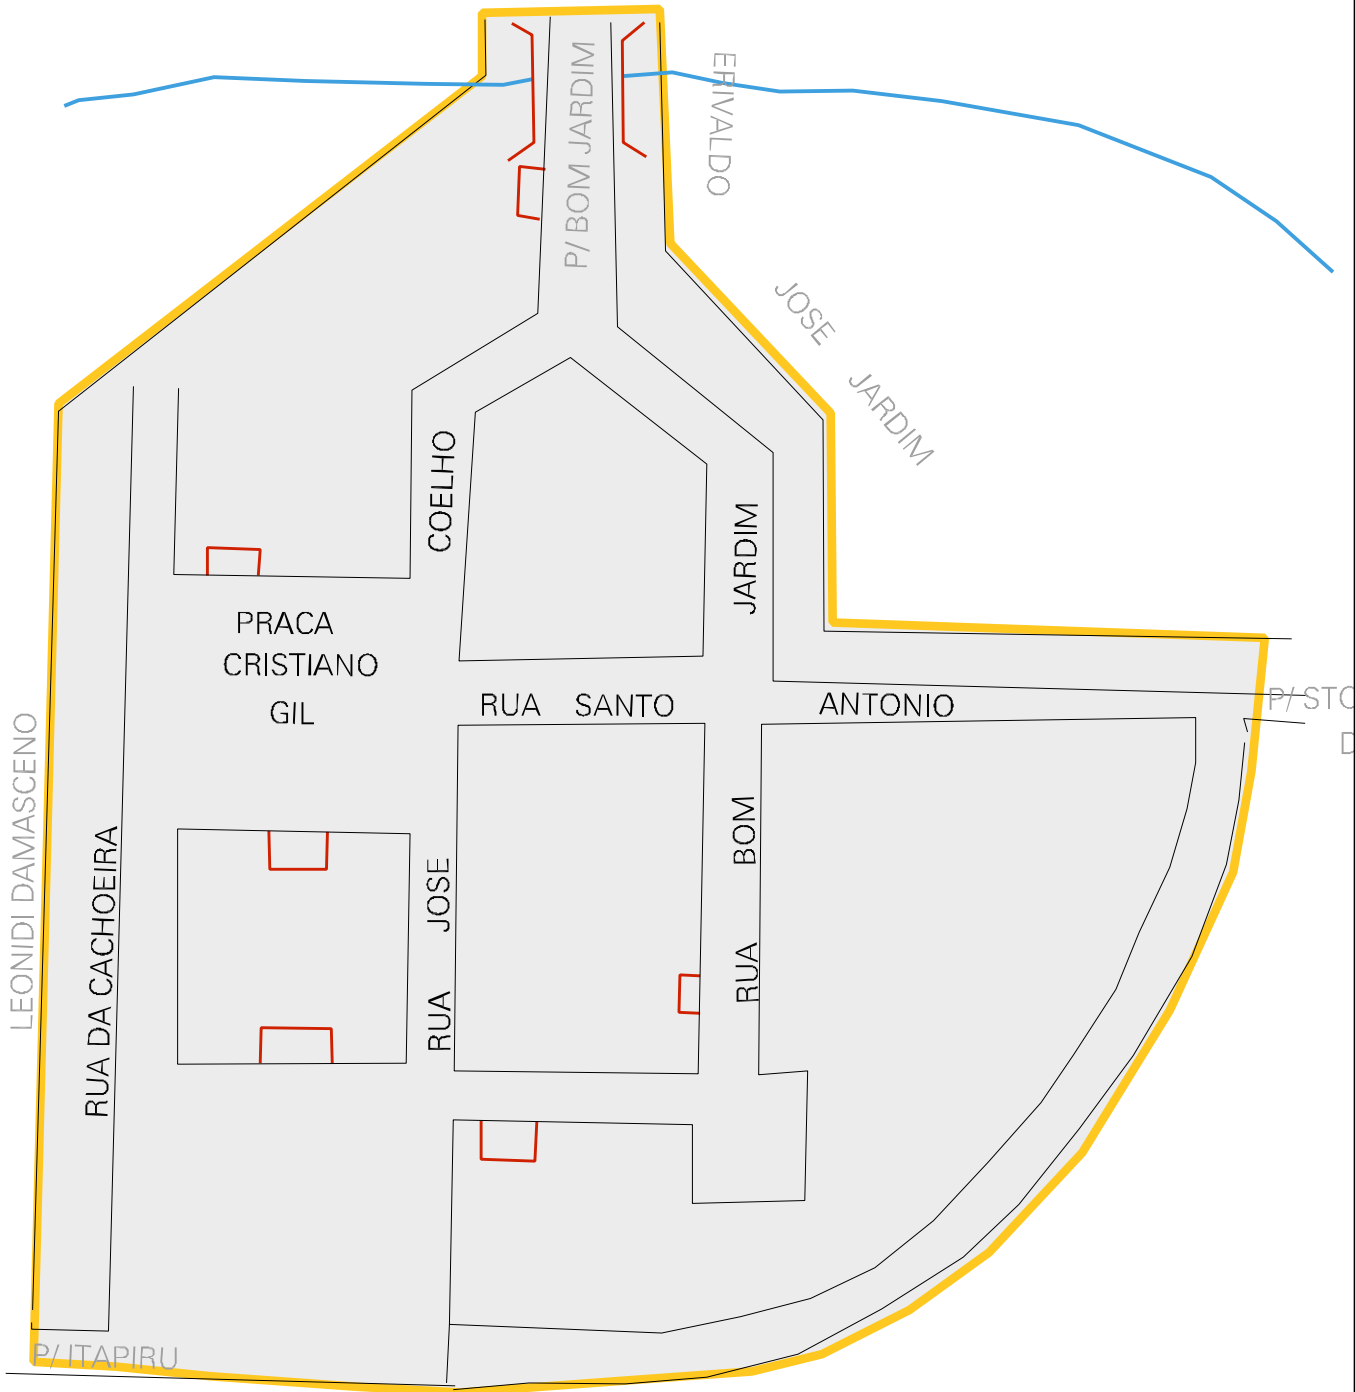 P/ BOM JARDIM
ERIVALDO
JOSE
JARDIM
COELHO
JARDIM
PRACA
CRISTIANO
GIL
RUA SANTO ANTONIO
P/ STO
LEONIDI DAMASCENO
RUA DA CACHOEIRA
RUA JOSE
RUA BOM
P/ ITAPIRU